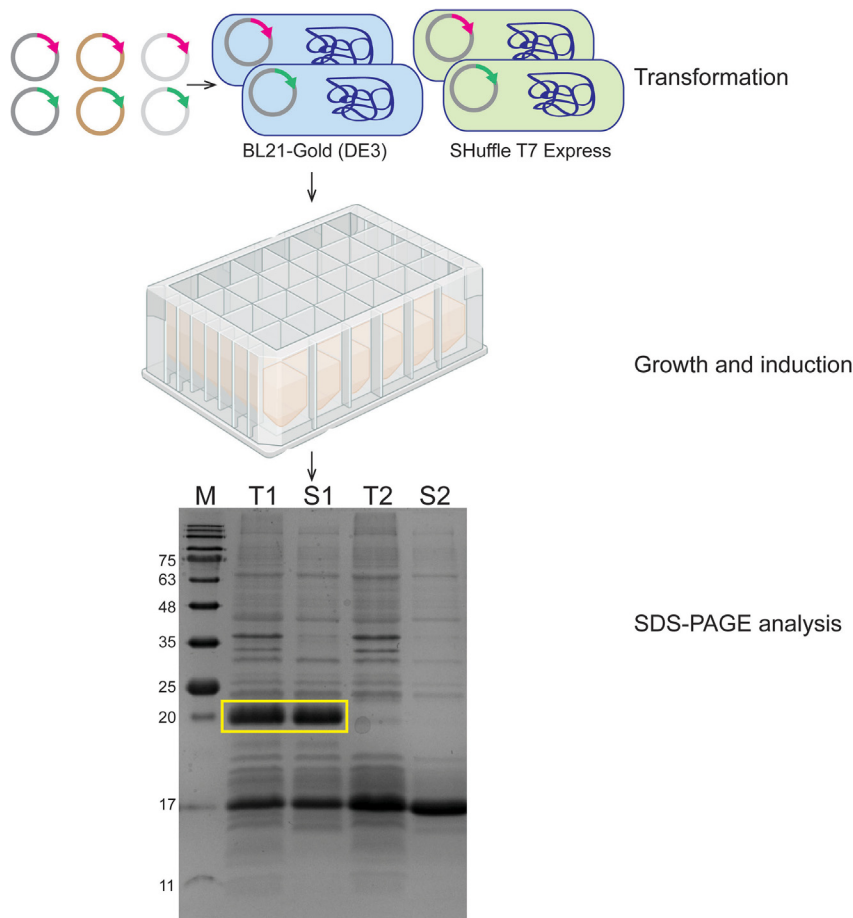 Transformation
BL21-Gold (DE3)
SHuffle T7 Express
Growth and induction
M T1 S1 T2 S2
75
63
48
35
25
20
17
11
SDS-PAGE analysis